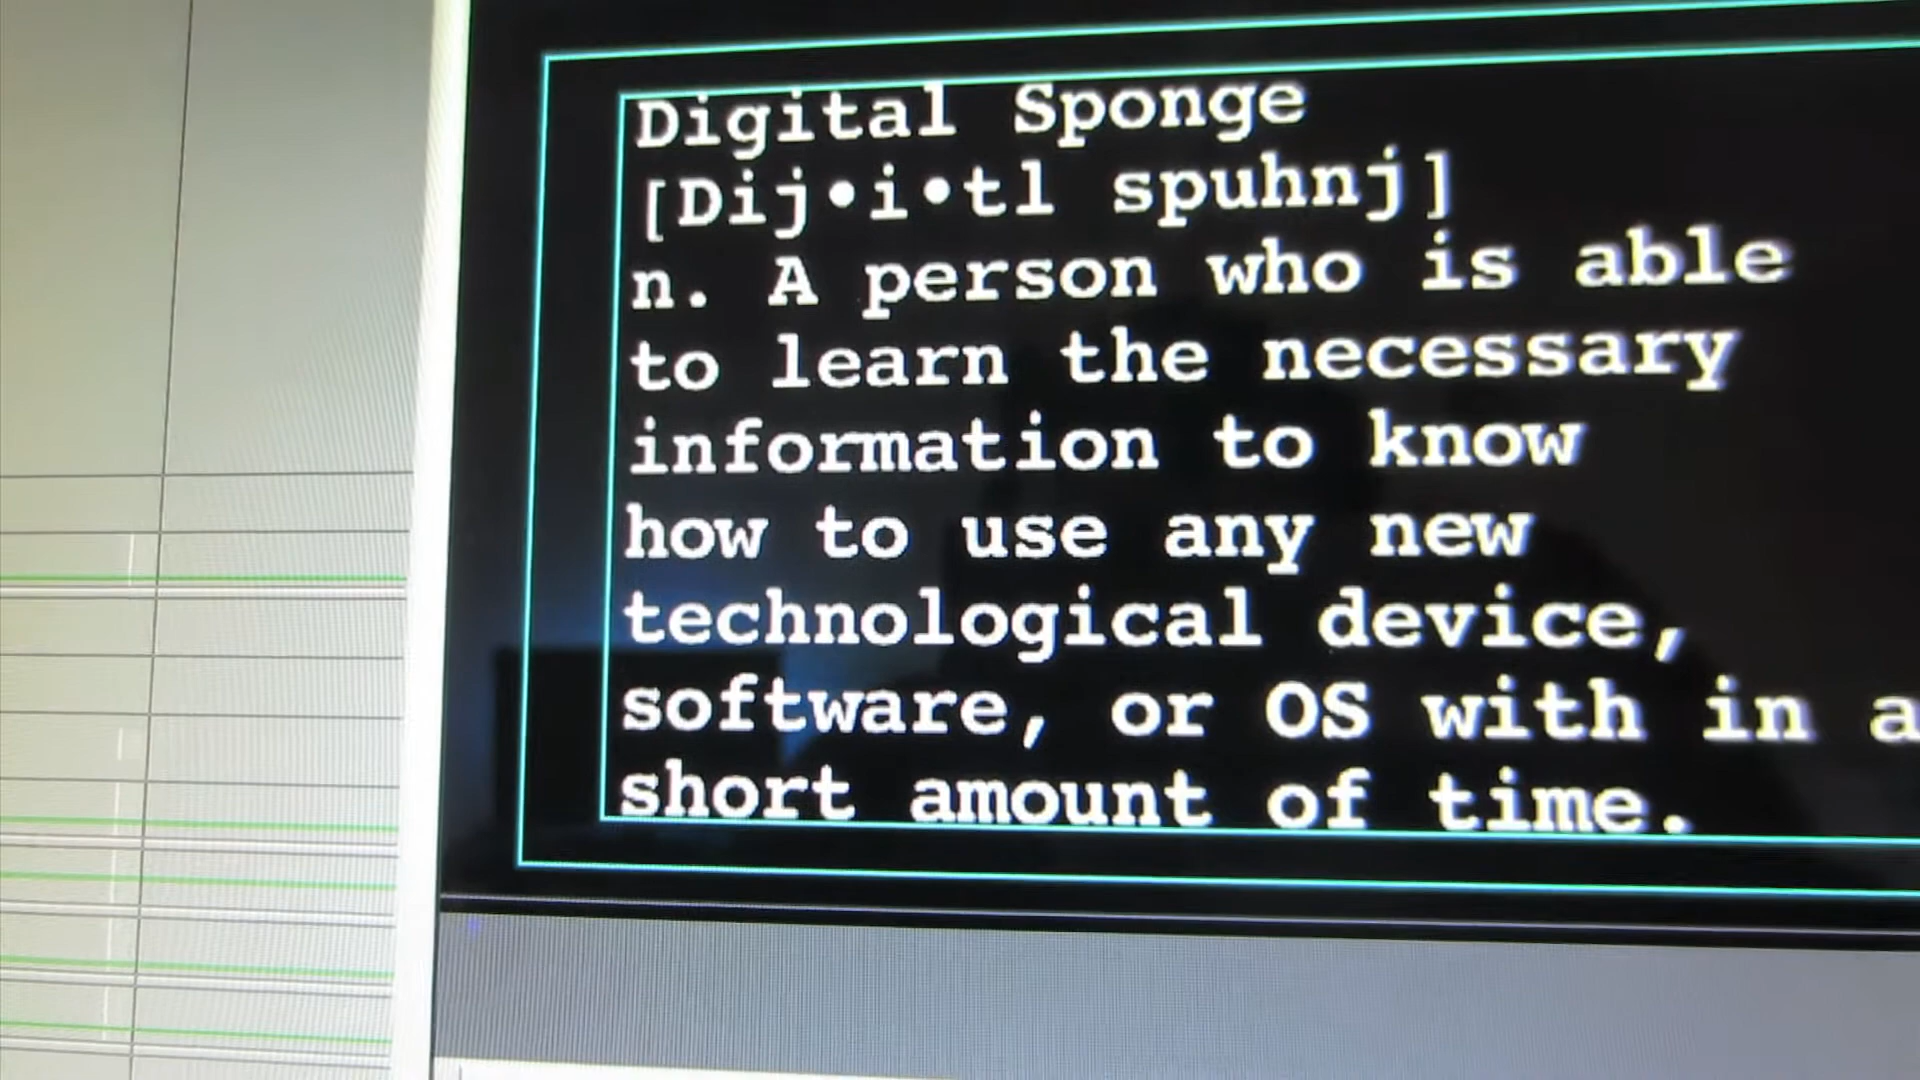 Digital Sponge
[Dij•i•tl spuhnj]
n. A person who is able
to learn the necessary
information to know
how to use any new
technological device,
software, or OS with in a
short amount of time.